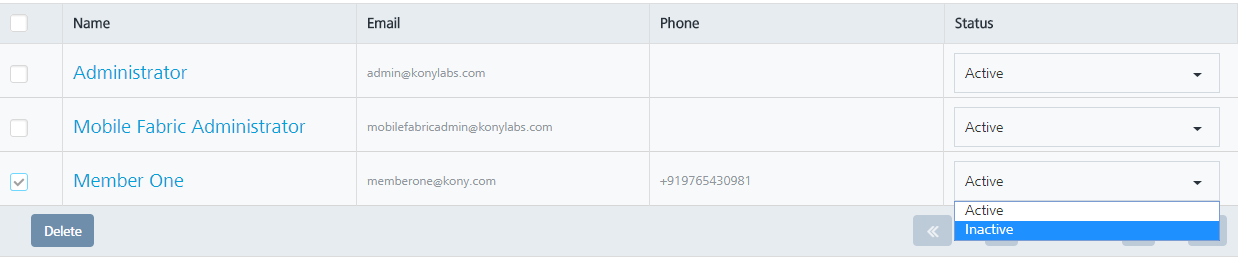 Name Email Phone Status
Administrator admin@konylabs.com Active
Mobile Fabric Administrator mobilefabricadmin@konylabs.com Active
Member One memberone@kony.com +919765430981 Active
Active
Delete Inactive